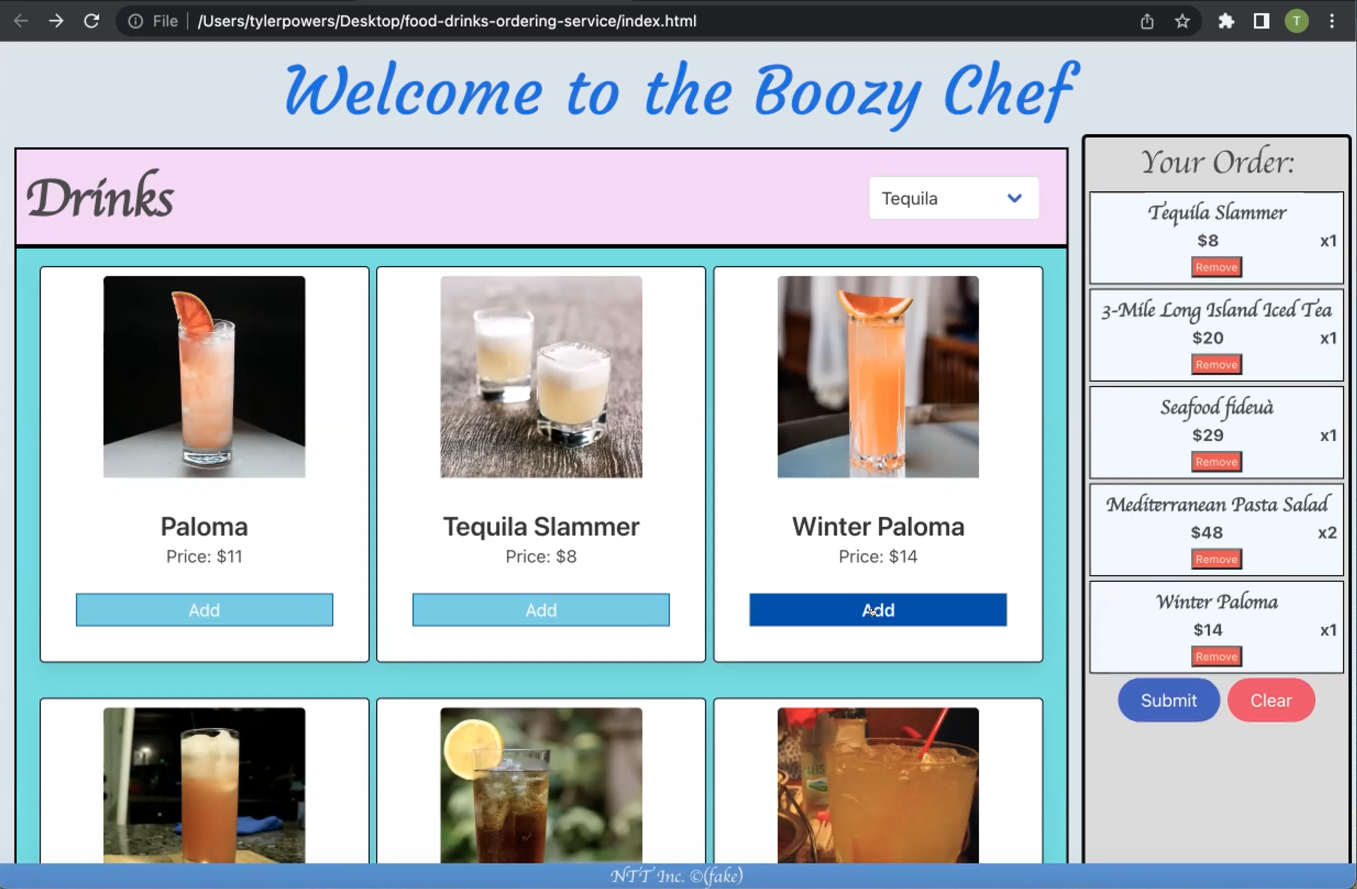 File
/Users/tylerpowers/Desktop/food-drinks-ordering-service/index.html
T
Welcome to the Boozy Chef
Drinks
Tequila
Paloma
Price: $11
Add
Tequila Slammer
Price: $8
Add
Winter Paloma
Price: $14
Add
Your Order:
Tequila Slammer
$8 x1
Remove
3-Mile Long Island Iced Tea
$20 x1
Remove
Seafood fideuà
$29 x1
Remove
Mediterranean Pasta Salad
$48 x2
Remove
Winter Paloma
$14 x1
Remove
Submit
Clear
NTT Inc. ©(fake)